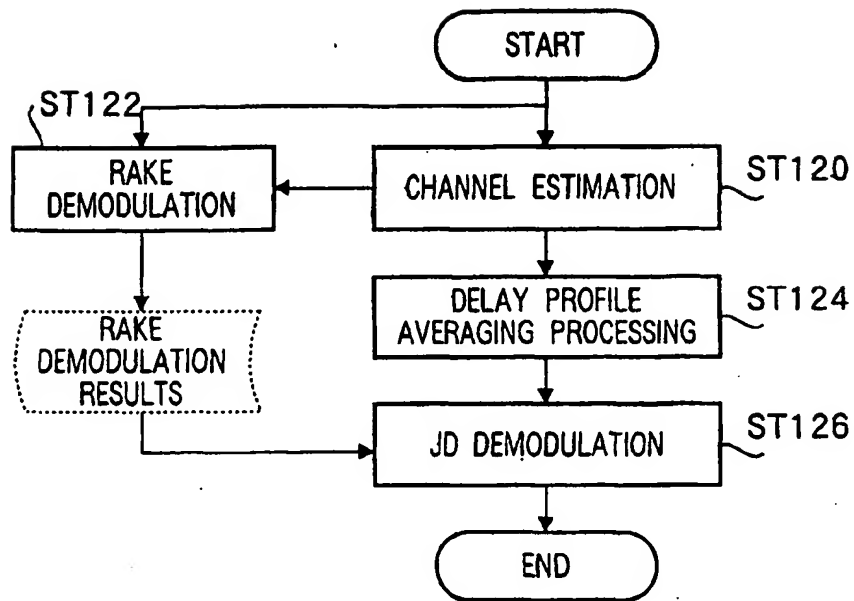 START
ST122
RAKE
DEMODULATION
CHANNEL ESTIMATION
ST120
RAKE
DEMODULATION
RESULTS
DELAY PROFILE
AVERAGING PROCESSING
ST124
JD DEMODULATION
ST126
END